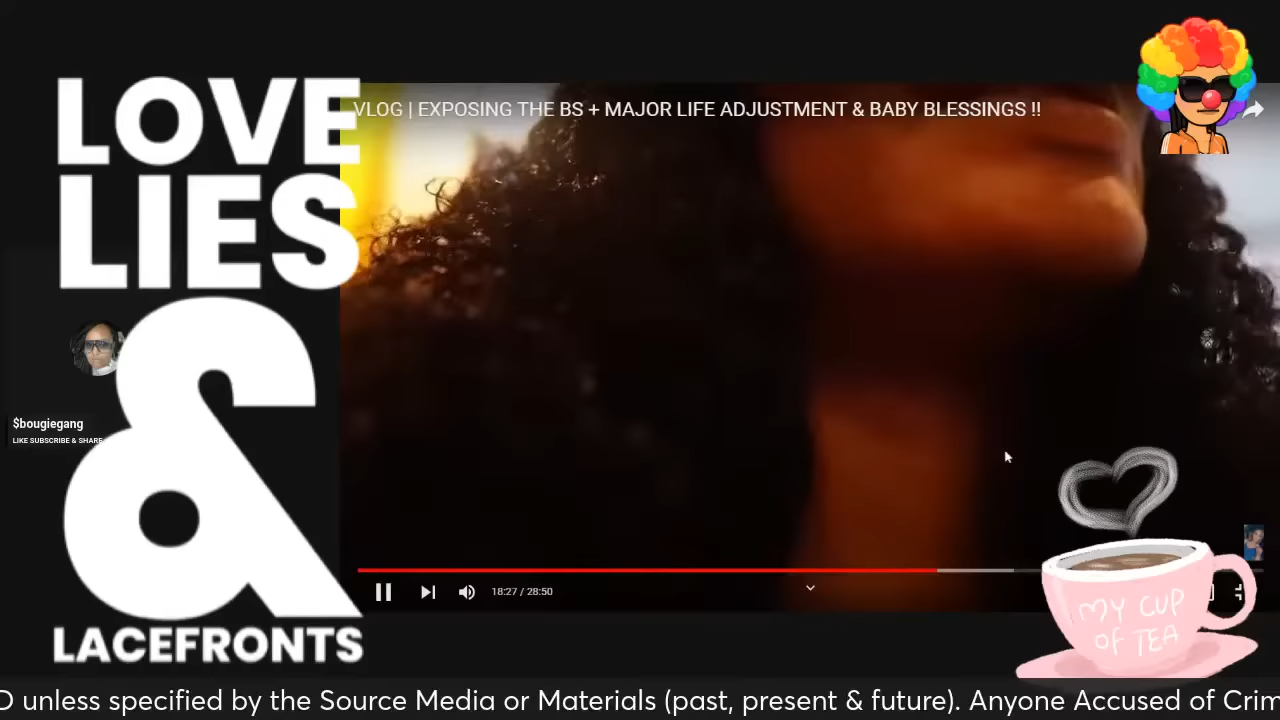 LOVE
LIES
&
LACEFRONTS
VLOG | EXPOSING THE BS + MAJOR LIFE ADJUSTMENT & BABY BLESSINGS !!
$bougiegang
LIKE SUBSCRIBE & SHARE
18:27 / 28:50
MY CUP
OF TEA
D unless specified by the Source Media or Materials (past, present & future). Anyone Accused of Crim